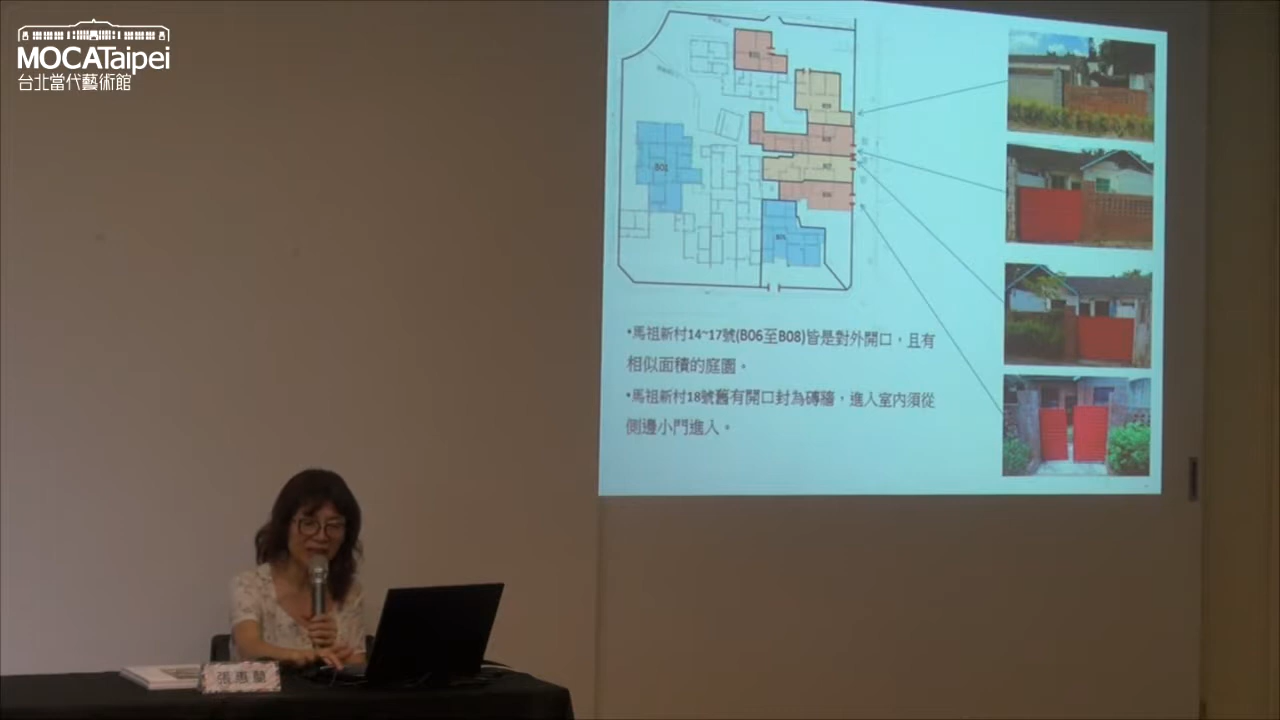 MOCATaipei
台北當代藝術館
B01
•馬祖新村14~17號(B06至B08)皆是對外開口，且有
相似面積的庭園。
•馬祖新村18號舊有開口封為磚牆，進入室內須從
側邊小門進入。
張惠蘭